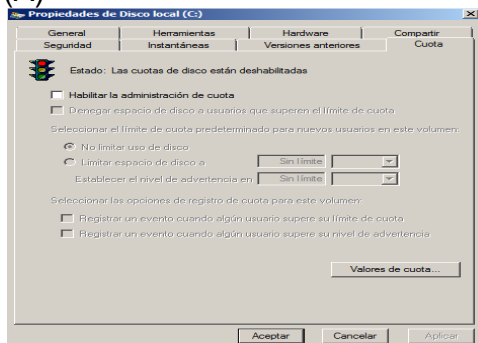 Propiedades de Disco local (C:)
General Herramientas Hardware Compartir
Seguridad Instantáneas Versiones anteriores Cuota
Estado: Las cuotas de disco están deshabilitadas
Habilitar la administración de cuota
Denegar espacio de disco a usuarios que superen el límite de cuota
Seleccionar el límite de cuota predeterminado para nuevos usuarios en este volumen:
No limitar uso de disco
Limitar espacio de disco a Sin límite
Establecer el nivel de advertencia en Sin límite
Seleccionar las opciones de registro de cuota para este volumen:
Registrar un evento cuando algún usuario supere su límite de cuota
Registrar un evento cuando algún usuario supere su nivel de advertencia
Valores de cuota...
Aceptar Cancelar Aplicar